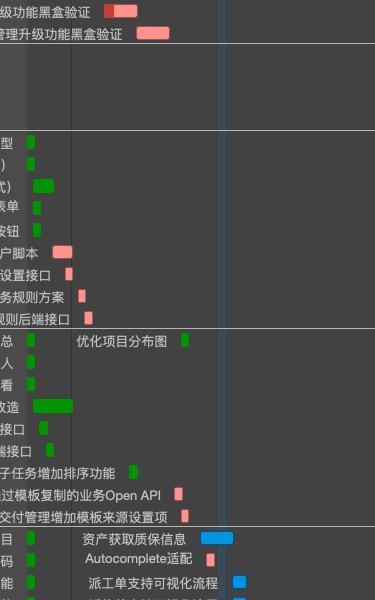 级功能黑盒验证
管理升级功能黑盒验证
型
)
式)
表单
按钮
户脚本
设置接口
务规则方案
规则后端接口
总 优化项目分布图
人
看
改造
接口
端接口
子任务增加排序功能
过模板复制的业务Open API
交付管理增加模板来源设置项
目 资产获取质保信息
码 Autocomplete适配
能 派工单支持可视化流程